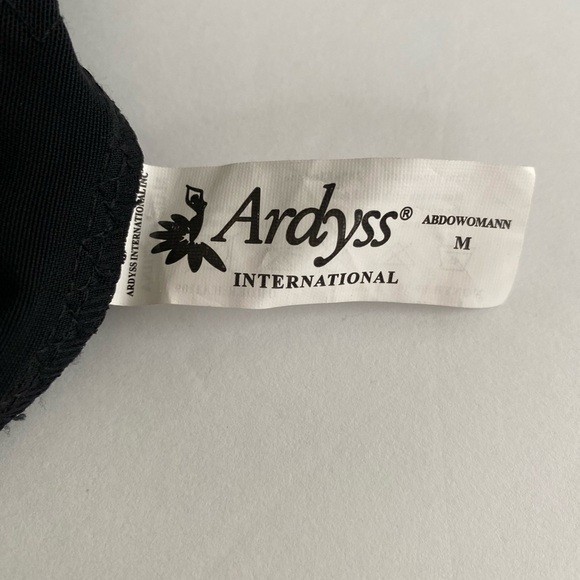 ARDYSS INTERNATIONAL INC
Ardyss® ABDOWOMANN
M
INTERNATIONAL